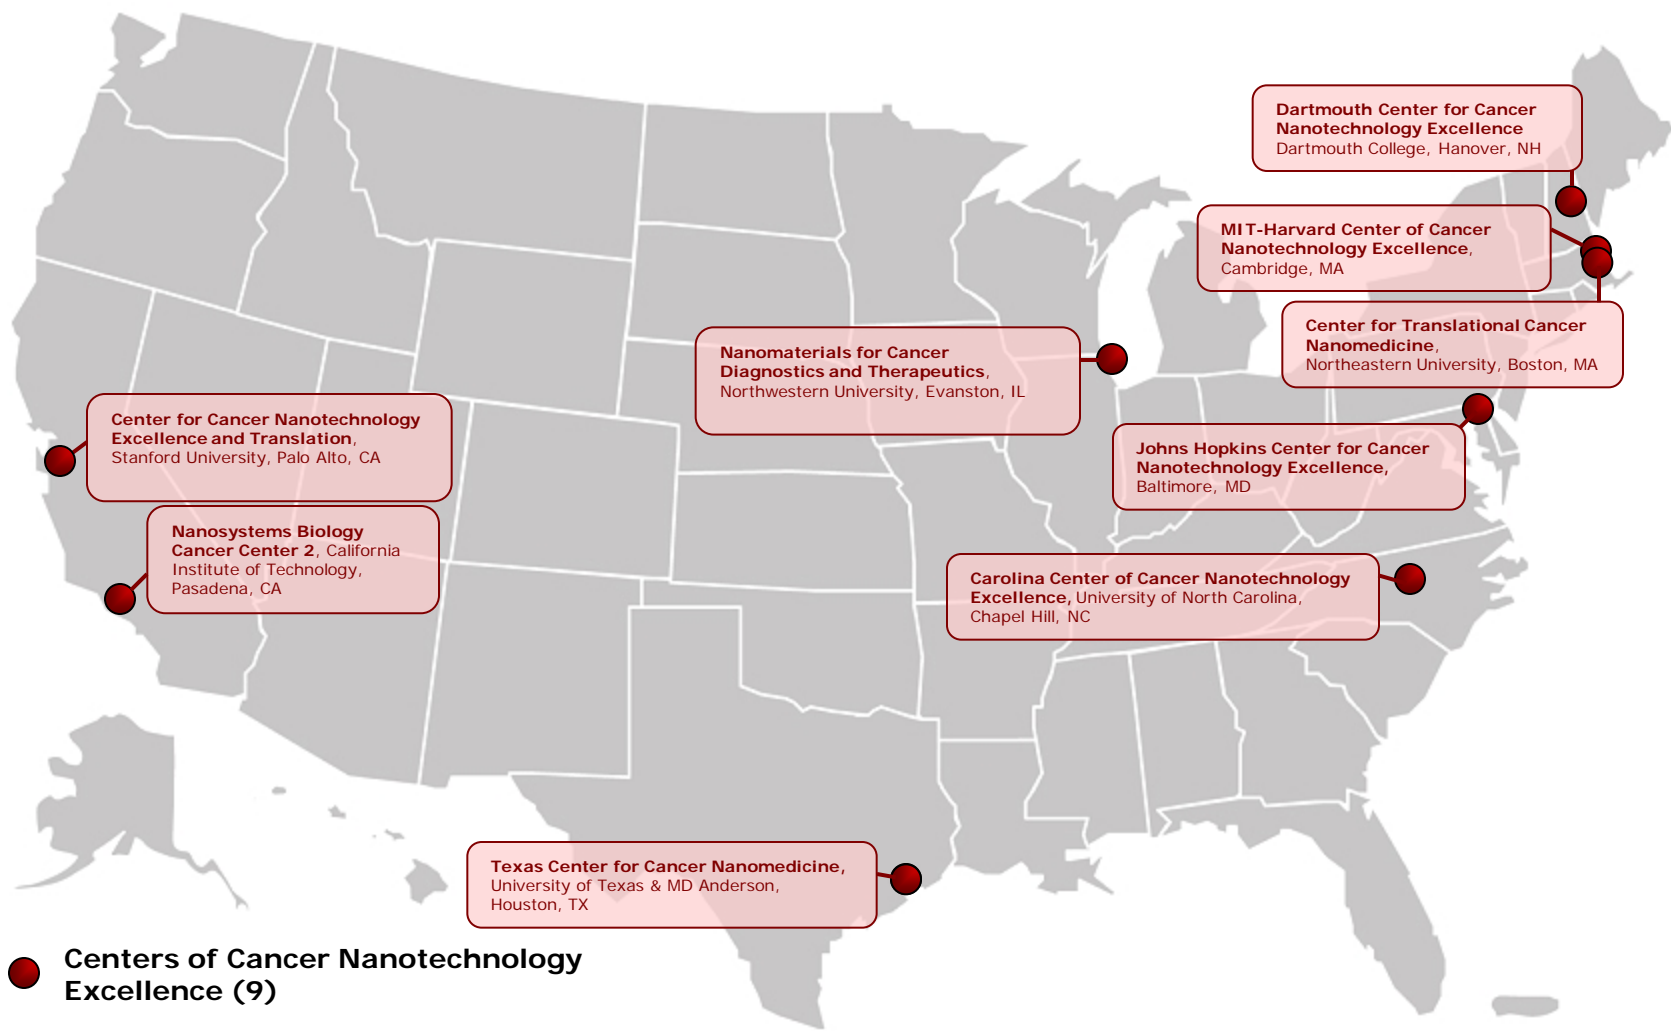 Dartmouth Center for Cancer
Nanotechnology Excellence
Dartmouth College, Hanover, NH
MIT-Harvard Center of Cancer
Nanotechnology Excellence,
Cambridge, MA
Center for Translational Cancer
Nanomedicine,
Northeastern University, Boston, MA
Nanomaterials for Cancer
Diagnostics and Therapeutics,
Northwestern University, Evanston, IL
Center for Cancer Nanotechnology
Excellence and Translation,
Stanford University, Palo Alto, CA
Johns Hopkins Center for Cancer
Nanotechnology Excellence,
Baltimore, MD
Nanosystems Biology
Cancer Center 2, California
Institute of Technology,
Pasadena, CA
Carolina Center of Cancer Nanotechnology
Excellence, University of North Carolina,
Chapel Hill, NC
Texas Center for Cancer Nanomedicine,
University of Texas & MD Anderson,
Houston, TX
Centers of Cancer Nanotechnology
Excellence (9)